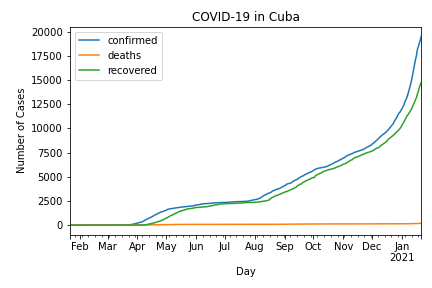 COVID-19 in Cuba
confirmed
deaths
recovered
Number of Cases
20000
17500
15000
12500
10000
7500
5000
2500
0
Feb Mar Apr May Jun Jul Aug Sep Oct Nov Dec Jan
2021
Day